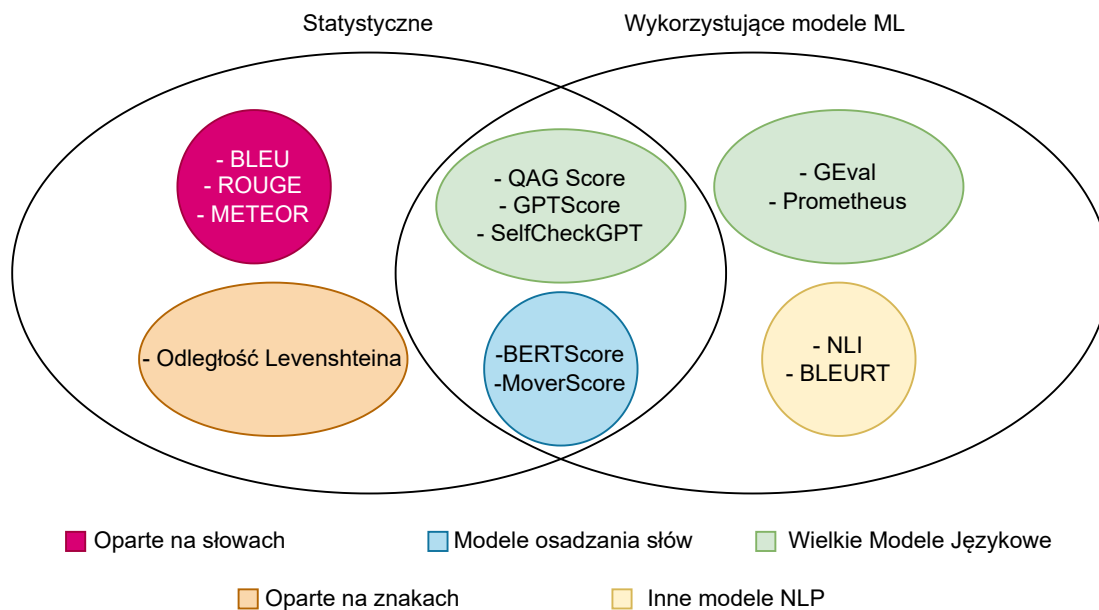 Statystyczne
Wykorzystujące modele ML
- BLEU
- ROUGE
- METEOR
- QAG Score
- GPTScore
- SelfCheckGPT
- GEval
- Prometheus
- Odległość Levenshteina
-BERTScore
-MoverScore
- NLI
- BLEURT
Oparte na słowach
Modele osadzania słów
Wielkie Modele Językowe
Oparte na znakach
Inne modele NLP